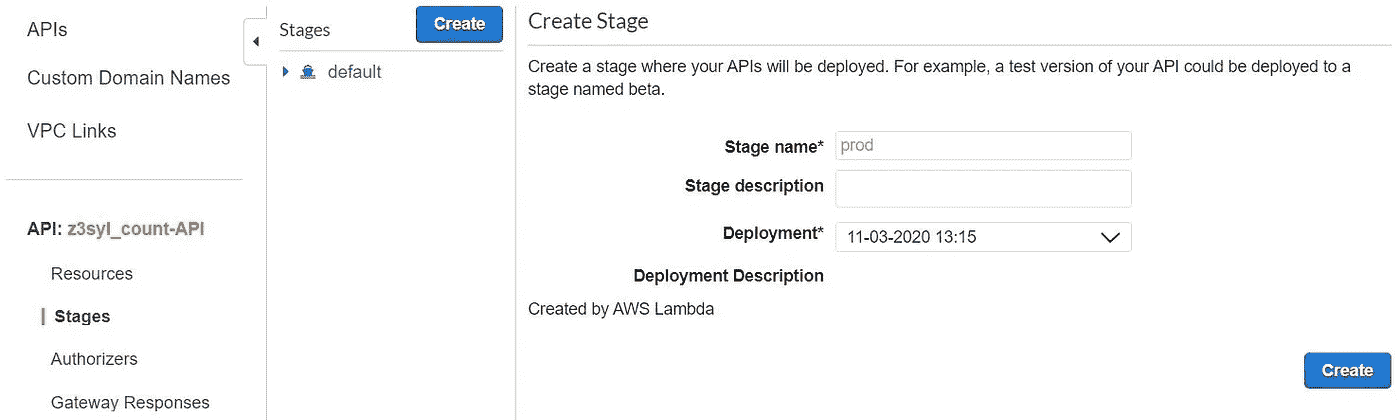 APIs
Custom Domain Names
VPC Links
API: z3syl_count-API
Resources
Stages
Authorizers
Gateway Responses
Stages
Create
default
Create Stage
Create a stage where your APIs will be deployed. For example, a test version of your API could be deployed to a
stage named beta.
Stage name* prod
Stage description
Deployment* 11-03-2020 13:15
Deployment Description
Created by AWS Lambda
Create